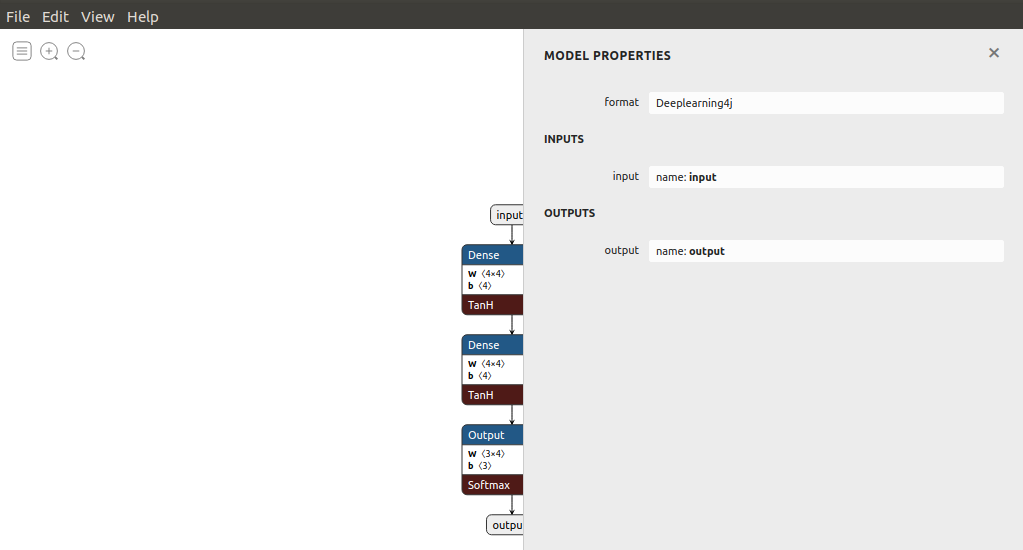 File Edit View Help
input
Dense
W ⟨4×4⟩
b ⟨4⟩
TanH
Dense
W ⟨4×4⟩
b ⟨4⟩
TanH
Output
W ⟨3×4⟩
b ⟨3⟩
Softmax
outpu
MODEL PROPERTIES
format Deeplearning4j
INPUTS
input name: input
OUTPUTS
output name: output